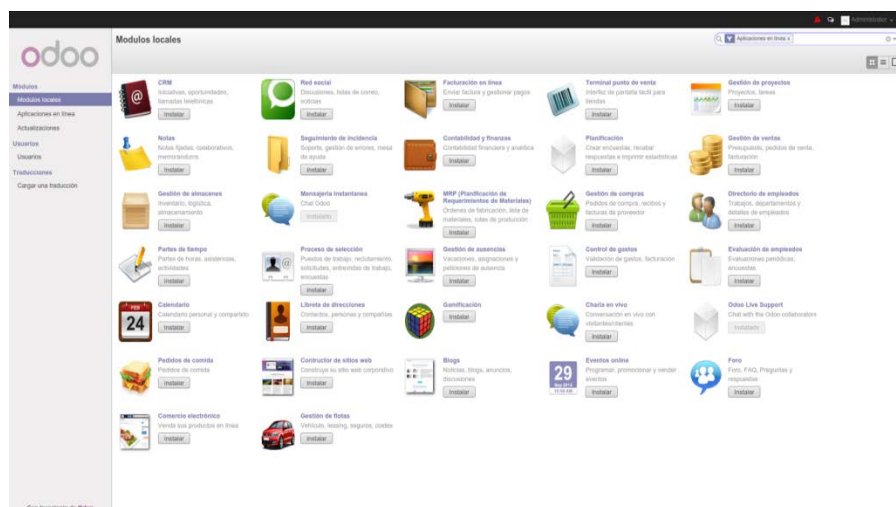 Administrator
odoo
Modulos locales
Aplicaciones en línea x
Módulos
Modulos locales
Aplicaciones en línea
Actualizaciones
Usuarios
Usuarios
Traducciones
Cargar una traducción
CRM
Iniciativas, oportunidades,
llamadas telefónicas
Instalar
Red social
Discusiones, listas de correo,
noticias
Instalar
Facturación en línea
Enviar factura y gestionar pagos
Instalar
Terminal punto de venta
Interfaz de pantalla táctil para
tiendas
Instalar
Gestión de proyectos
Proyectos, tareas
Instalar
Notas
Notas fijadas, colaborativos,
memorandums
Instalar
Seguimiento de incidencia
Soporte, gestión de errores, mesa
de ayuda
Instalar
Contabilidad y finanzas
Contabilidad financiera y analítica
Instalar
Planificación
Crear encuestas, recabar
respuestas e imprimir estadísticas
Instalar
Gestión de ventas
Presupuesto, pedidos de venta,
facturación
Instalar
Gestión de almacenes
Inventario, logística,
almacenamiento
Instalar
Mensajería instantánea
Chat Odoo
Instalado
MRP (Planificación de
Requerimientos de Materiales)
Órdenes de fabricación, lista de
materiales, rutas de producción
Instalar
Gestión de compras
Pedidos de compra, recibos y
facturas de proveedor
Instalar
Directorio de empleados
Trabajos, departamentos y
detalles de empleados
Instalar
Partes de tiempo
Partes de horas, asistencias,
actividades
Instalar
Proceso de selección
Puestos de trabajo, reclutamiento,
solicitudes, entrevistas de trabajo,
encuestas
Instalar
Gestión de ausencias
Vacaciones, asignaciones y
peticiones de ausencia
Instalar
Control de gastos
Validación de gastos, facturación
Instalar
Evaluación de empleados
Evaluaciones periódicas,
encuestas
Instalar
FEB
24
Calendario
Calendario personal y compartido
Instalar
Libreta de direcciones
Contactos, personas y compañías
Instalar
Gamificación
Instalar
Charla en vivo
Conversación en vivo con
visitantes/clientes
Instalar
Odoo Live Support
Chat with the Odoo collaborators
Instalado
Pedidos de comida
Pedidos de comida
Instalar
Contructor de sitios web
Construya su sitio web corporativo
Instalar
Blogs
Noticias, blogs, anuncios,
discusiones
Instalar
29
Eventos online
Programar, promocionar y vender
eventos
Instalar
Foro
Foro, FAQ, Preguntas y
respuestas
Instalar
Comercio electrónico
Venda sus productos en línea
Instalar
Gestión de flotas
Vehículo, leasing, seguros, costes
Instalar